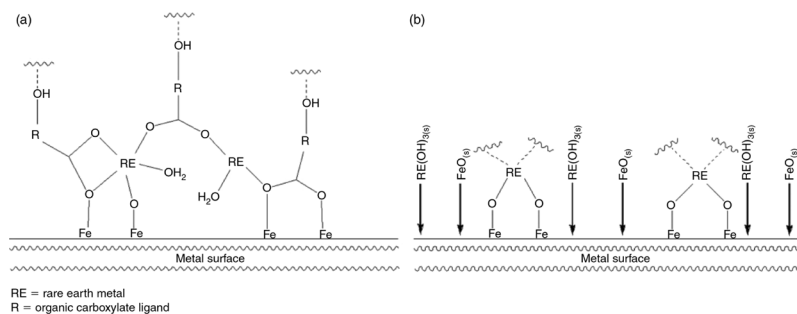 (a)
OH
OH
R
OH
R
O
O
O
R
RE
RE
OH2
O
O
H2O
O
O
Fe
Fe
Fe
Fe
Metal surface
RE = rare earth metal
R = organic carboxylate ligand
(b)
RE(OH)3(s)
FeO(s)
RE
RE(OH)3(s)
FeO(s)
RE
RE(OH)3(s)
FeO(s)
O
O
O
O
Fe
Fe
Fe
Fe
Metal surface